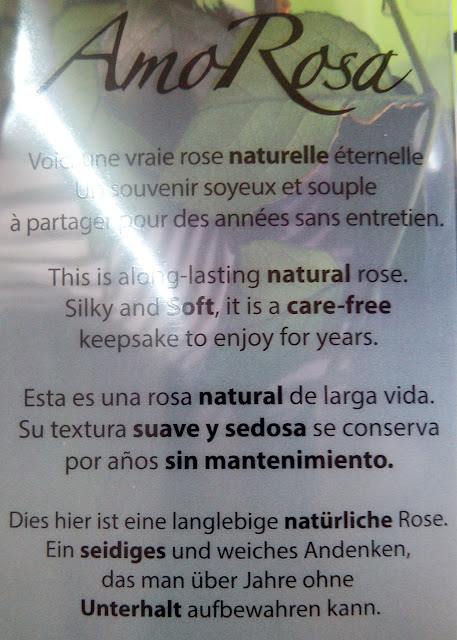 AmoRosa
Voici une vraie rose naturelle éternelle
Un souvenir soyeux et souple
à partager pour des années sans entretien.
This is a long-lasting natural rose.
Silky and Soft, it is a care-free
keepsake to enjoy for years.
Esta es una rosa natural de larga vida.
Su textura suave y sedosa se conserva
por años sin mantenimiento.
Dies hier ist eine langlebige natürliche Rose.
Ein seidiges und weiches Andenken,
das man über Jahre ohne
Unterhalt aufbewahren kann.